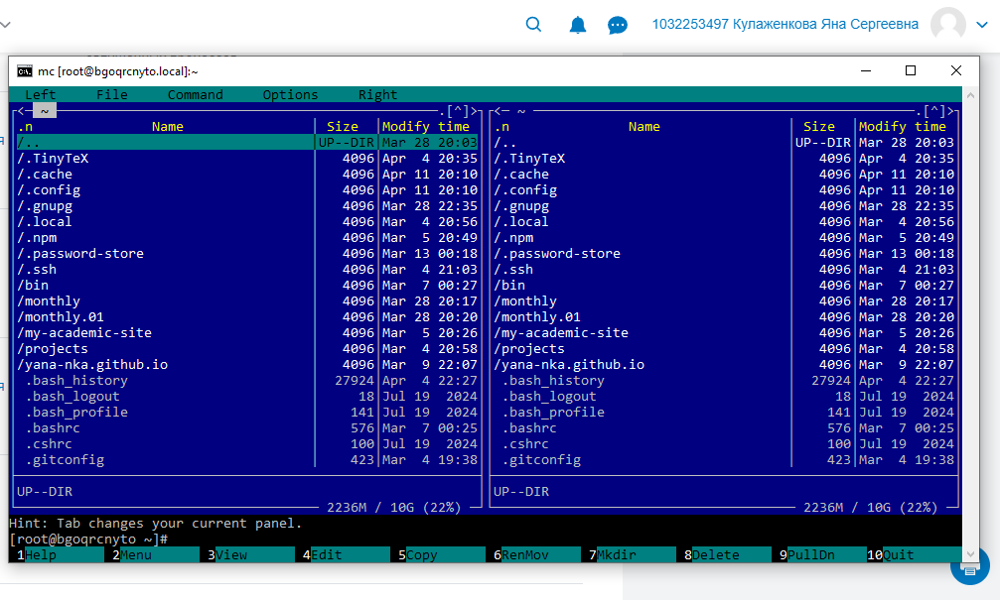 1032253497 Кулаженкова Яна Сергеевна
mc [root@bgoqrcnyto.local]:~
Left File Command Options Right
<─ ~ .[^]> <─ ~ .[^]>
.n Name Size Modify time .n Name Size Modify time
/.. UP--DIR Mar 28 20:03 /.. UP--DIR Mar 28 20:03
/.TinyTeX 4096 Apr 4 20:35 /.TinyTeX 4096 Apr 4 20:35
/.cache 4096 Apr 11 20:10 /.cache 4096 Apr 11 20:10
/.config 4096 Apr 11 20:10 /.config 4096 Apr 11 20:10
/.gnupg 4096 Mar 28 22:35 /.gnupg 4096 Mar 28 22:35
/.local 4096 Mar 4 20:56 /.local 4096 Mar 4 20:56
/.npm 4096 Mar 5 20:49 /.npm 4096 Mar 5 20:49
/.password-store 4096 Mar 13 00:18 /.password-store 4096 Mar 13 00:18
/.ssh 4096 Mar 4 21:03 /.ssh 4096 Mar 4 21:03
/bin 4096 Mar 7 00:27 /bin 4096 Mar 7 00:27
/monthly 4096 Mar 28 20:17 /monthly 4096 Mar 28 20:17
/monthly.01 4096 Mar 28 20:20 /monthly.01 4096 Mar 28 20:20
/my-academic-site 4096 Mar 5 20:26 /my-academic-site 4096 Mar 5 20:26
/projects 4096 Mar 4 20:58 /projects 4096 Mar 4 20:58
/yana-nka.github.io 4096 Mar 9 22:07 /yana-nka.github.io 4096 Mar 9 22:07
.bash_history 27924 Apr 4 22:27 .bash_history 27924 Apr 4 22:27
.bash_logout 18 Jul 19 2024 .bash_logout 18 Jul 19 2024
.bash_profile 141 Jul 19 2024 .bash_profile 141 Jul 19 2024
.bashrc 576 Mar 7 00:25 .bashrc 576 Mar 7 00:25
.cshrc 100 Jul 19 2024 .cshrc 100 Jul 19 2024
.gitconfig 423 Mar 4 19:38 .gitconfig 423 Mar 4 19:38
UP--DIR UP--DIR
2236M / 10G (22%) 2236M / 10G (22%)
Hint: Tab changes your current panel.
[root@bgoqrcnyto ~]#
1Help 2Menu 3View 4Edit 5Copy 6RenMov 7Mkdir 8Delete 9PullDn 10Quit